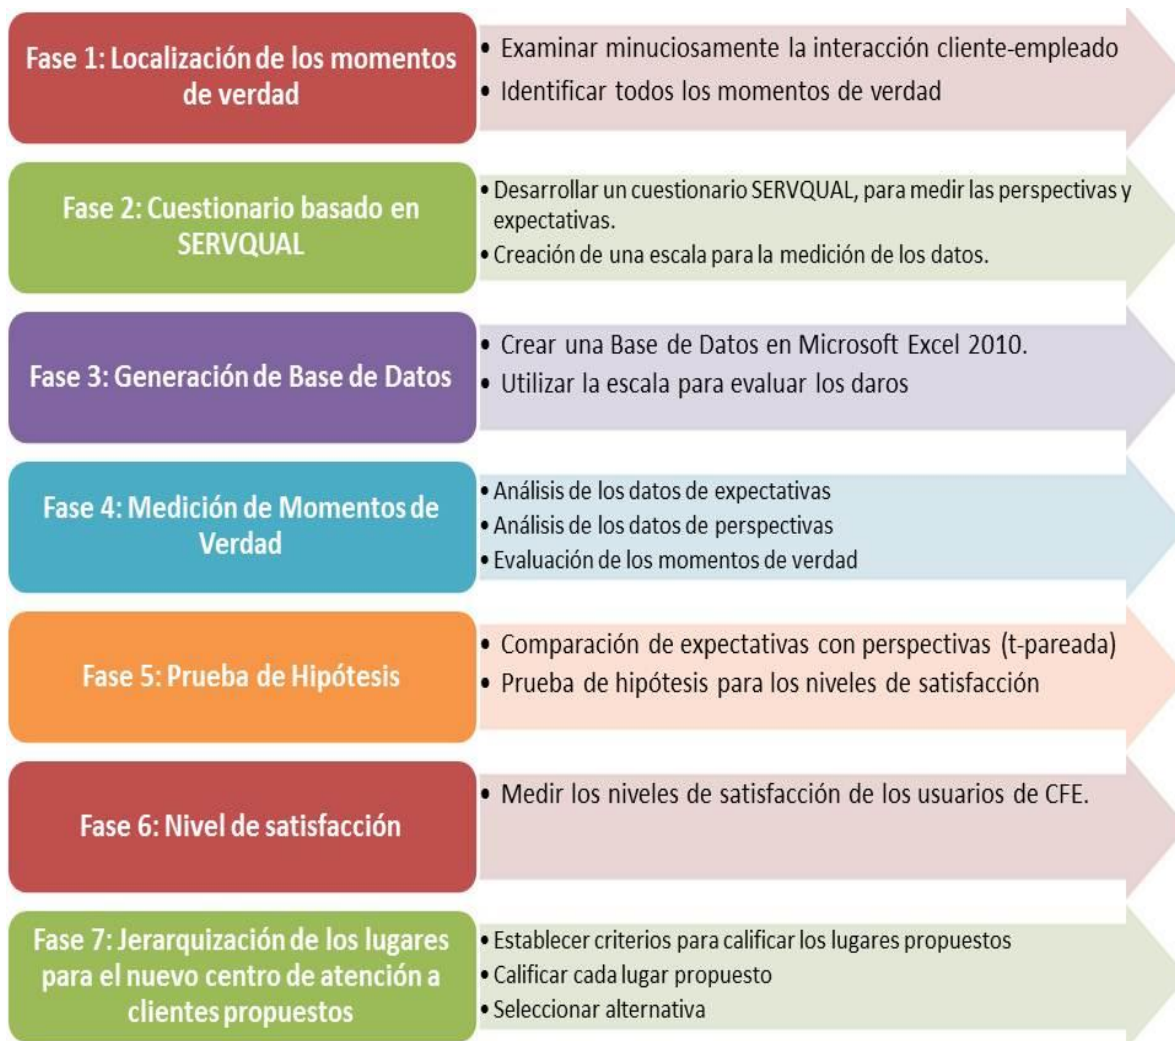 Fase 1: Localización de los momentos
de verdad
• Examinar minuciosamente la interacción cliente-empleado
• Identificar todos los momentos de verdad
Fase 2: Cuestionario basado en
SERVQUAL
• Desarrollar un cuestionario SERVQUAL, para medir las perspectivas y
expectativas.
• Creación de una escala para la medición de los datos.
Fase 3: Generación de Base de Datos
• Crear una Base de Datos en Microsoft Excel 2010.
• Utilizar la escala para evaluar los daros
Fase 4: Medición de Momentos de
Verdad
• Análisis de los datos de expectativas
• Análisis de los datos de perspectivas
• Evaluación de los momentos de verdad
Fase 5: Prueba de Hipótesis
• Comparación de expectativas con perspectivas (t-pareada)
• Prueba de hipótesis para los niveles de satisfacción
Fase 6: Nivel de satisfacción
• Medir los niveles de satisfacción de los usuarios de CFE.
Fase 7: Jerarquización de los lugares
para el nuevo centro de atención a
clientes propuestos
• Establecer criterios para calificar los lugares propuestos
• Calificar cada lugar propuesto
• Seleccionar alternativa